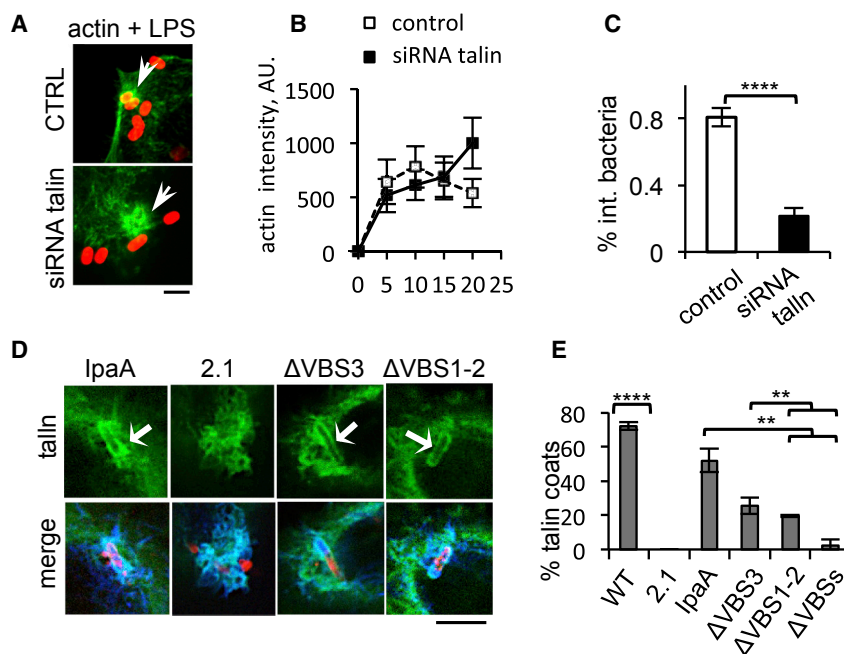 A
actin + LPS
CTRL
siRNA talin
B
control
siRNA talin
actin intensity, AU.
1500
1000
500
0
0 5 10 15 20 25
C
****
% int. bacteria
0.8
0.4
0
control
siRNA
talln
D
IpaA 2.1 ΔVBS3 ΔVBS1-2
talln
merge
E
**
****
**
% talin coats
80
60
40
20
0
WT
2.1
IpaA
ΔVBS3
ΔVBS1-2
ΔVBSs